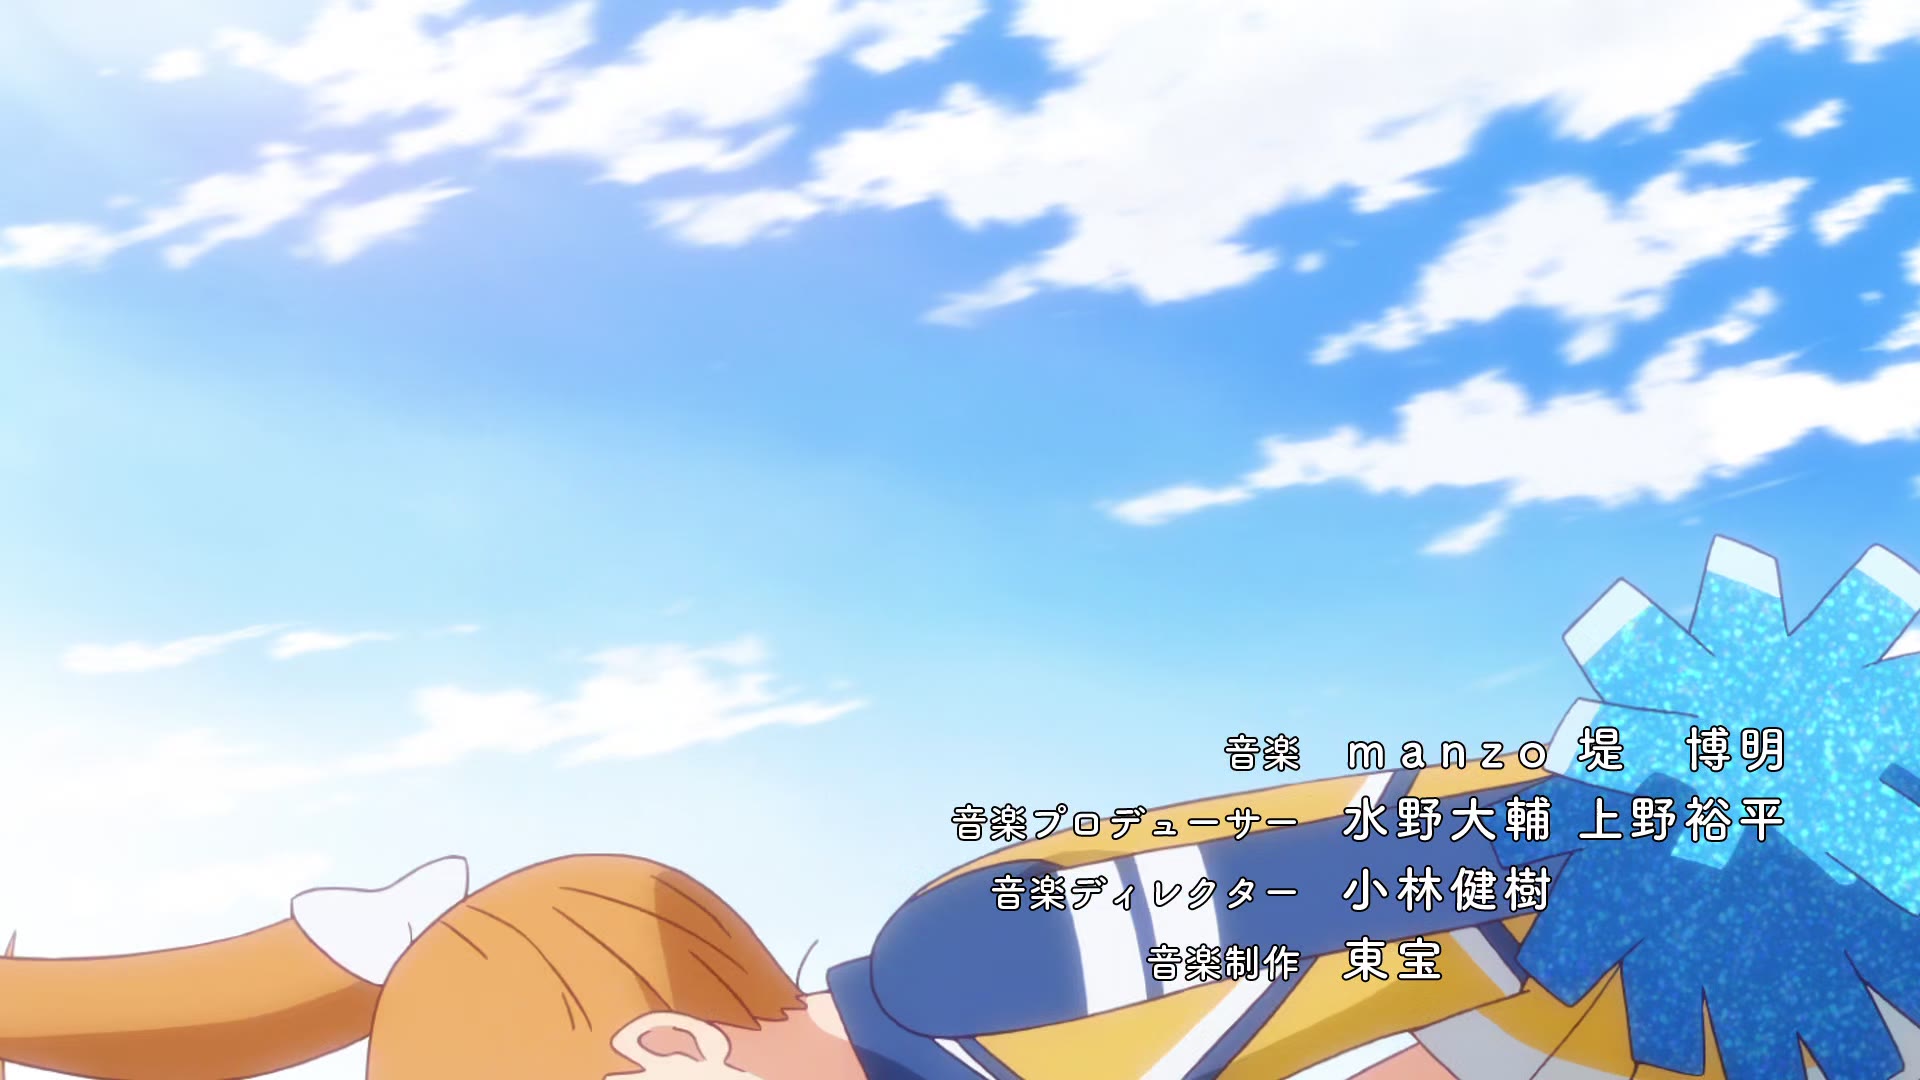 音楽 manzo 堤 博明
音楽プロデューサー 水野大輔 上野裕平
音楽ディレクター 小林健樹
音楽制作 東宝